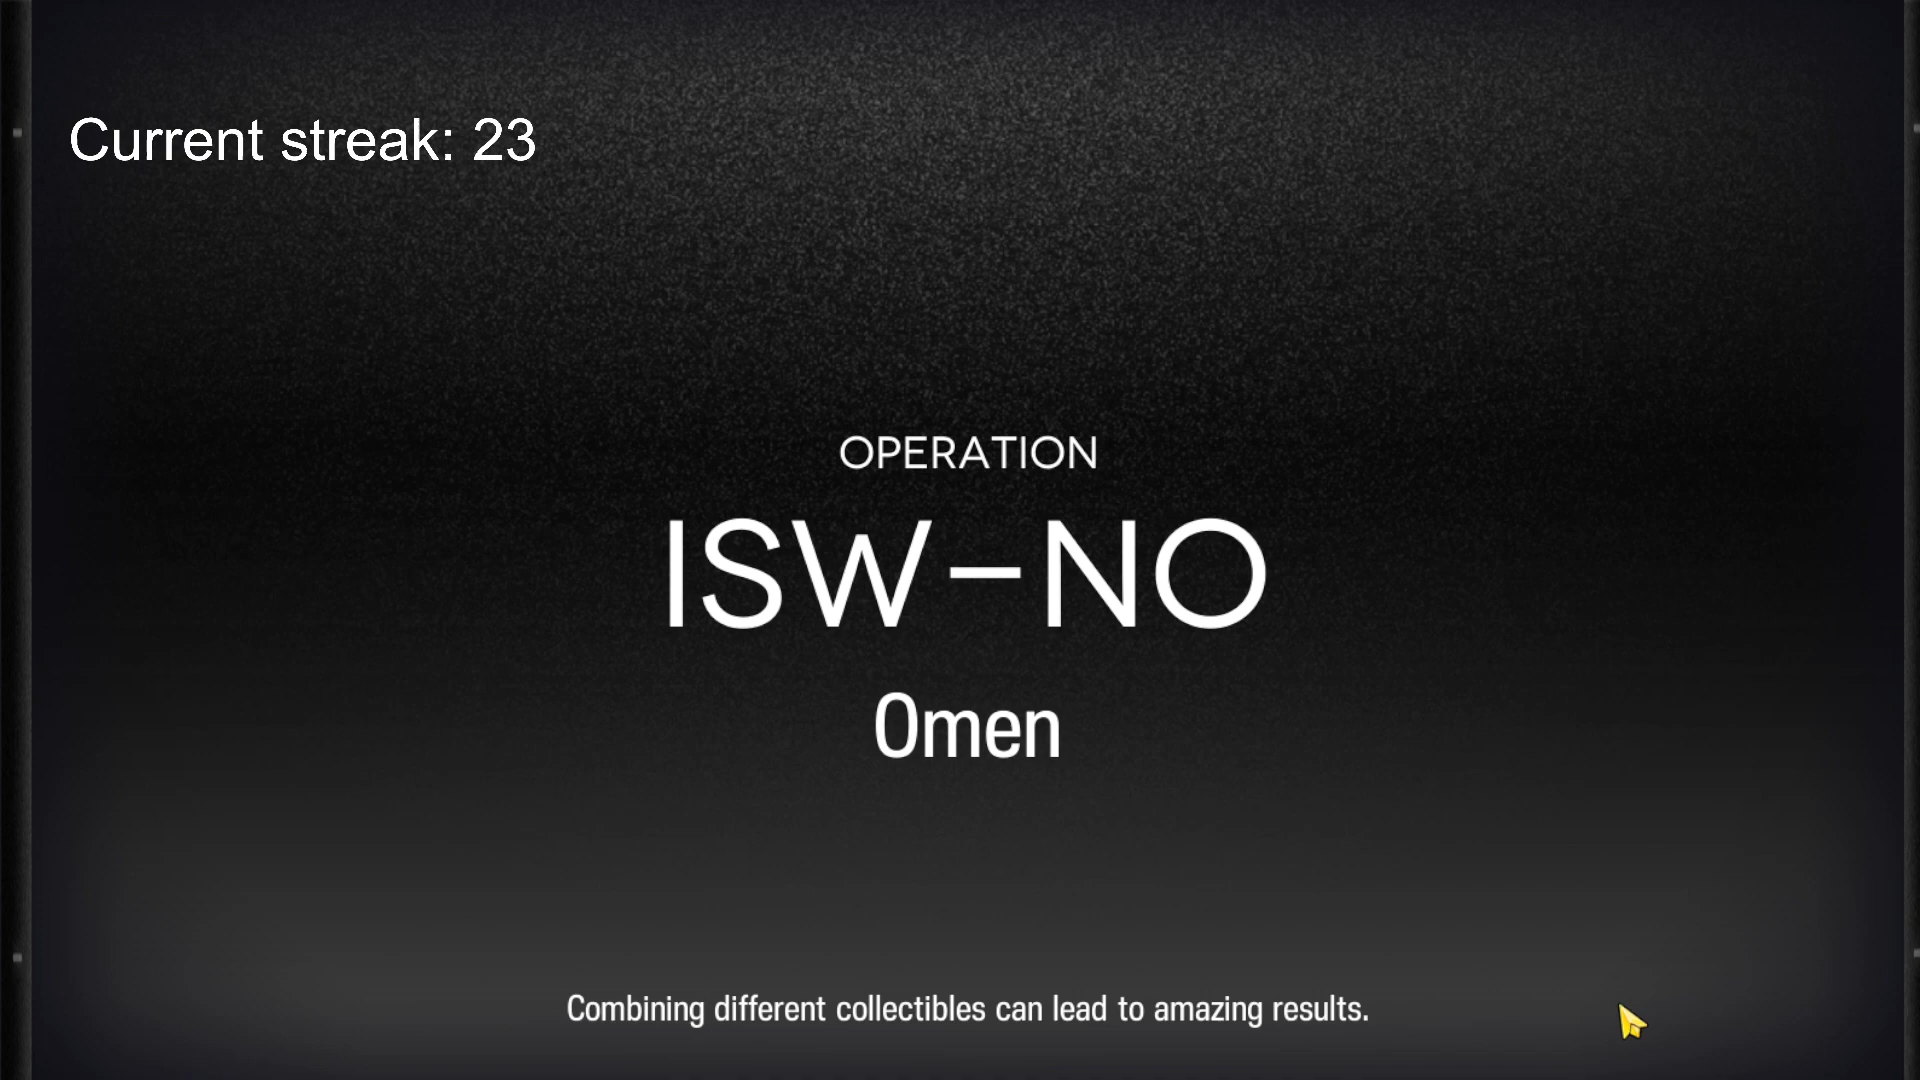 Current streak: 23
OPERATION
ISW-NO
Omen
Combining different collectibles can lead to amazing results.